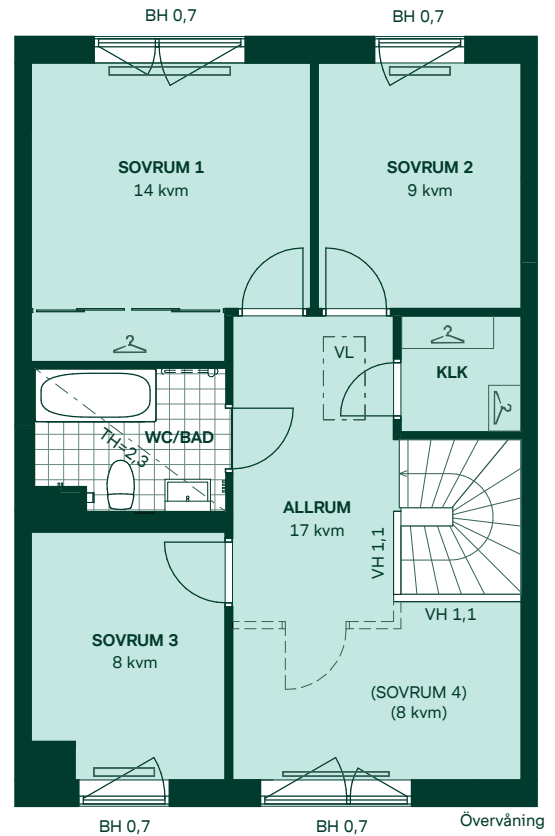 BH 0,7
BH 0,7
SOVRUM 1
14 kvm
SOVRUM 2
9 kvm
VL
KLK
WC/BAD
TH=2,3
ALLRUM
17 kvm
VH 1,1
VH 1,1
SOVRUM 3
8 kvm
(SOVRUM 4)
(8 kvm)
BH 0,7
BH 0,7
Övervåning